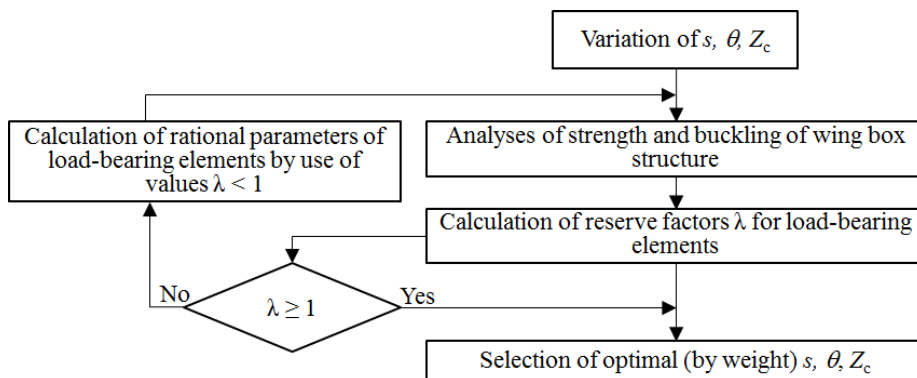 Variation of s, θ, Zc
Calculation of rational parameters of
load-bearing elements by use of
values λ < 1
Analyses of strength and buckling of wing box
structure
Calculation of reserve factors λ for load-bearing
elements
No
λ ≥ 1
Yes
Selection of optimal (by weight) s, θ, Zc